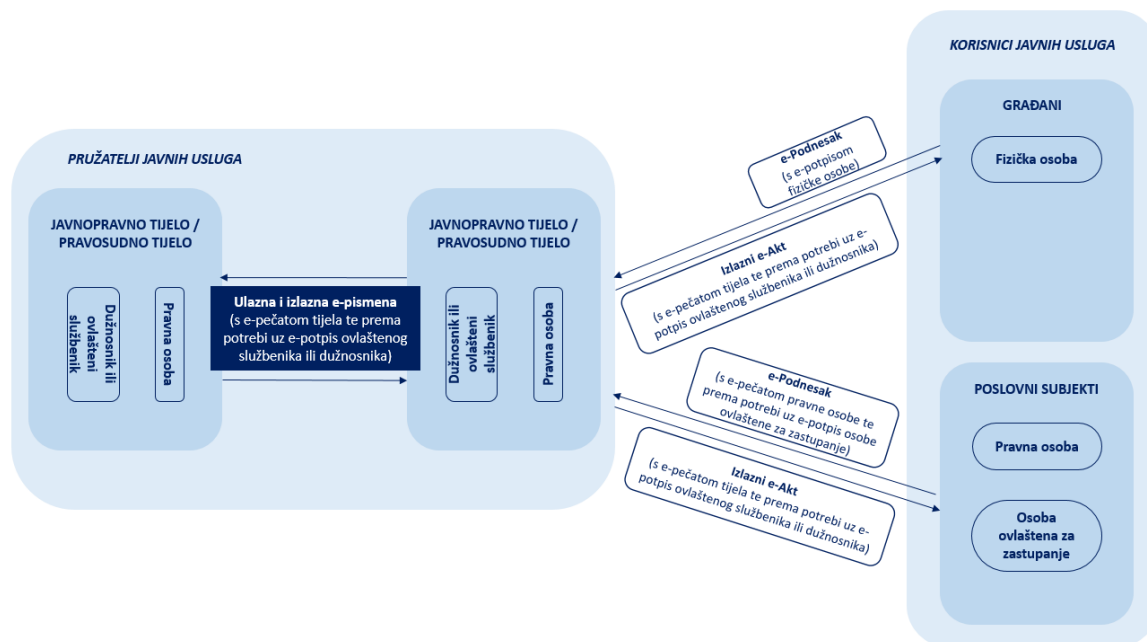 PRUŽATELJI JAVNIH USLUGA
JAVNOPRAVNO TIJELO /
PRAVOSUDNO TIJELO
Dužnosnik ili
ovlašteni
službenik
Pravna osoba
Ulazna i izlazna e-pismena
(s e-pečatom tijela te prema
potrebi uz e-potpis ovlaštenog
službenika ili dužnosnika)
JAVNOPRAVNO TIJELO /
PRAVOSUDNO TIJELO
Dužnosnik ili
ovlašteni
službenik
Pravna osoba
e-Podnesak
(s e-potpisom
fizičke osobe)
Izlazni e-Akt
(s e-pečatom tijela te prema potrebi uz e-
potpis ovlaštenog službenika ili dužnosnika)
e-Podnesak
(s e-pečatom pravne osobe te
prema potrebi uz e-potpis osobe
ovlaštene za zastupanje)
Izlazni e-Akt
(s e-pečatom tijela te prema potrebi uz e-
potpis ovlaštenog službenika ili dužnosnika)
KORISNICI JAVNIH USLUGA
GRAĐANI
Fizička osoba
POSLOVNI SUBJEKTI
Pravna osoba
Osoba
ovlaštena za
zastupanje